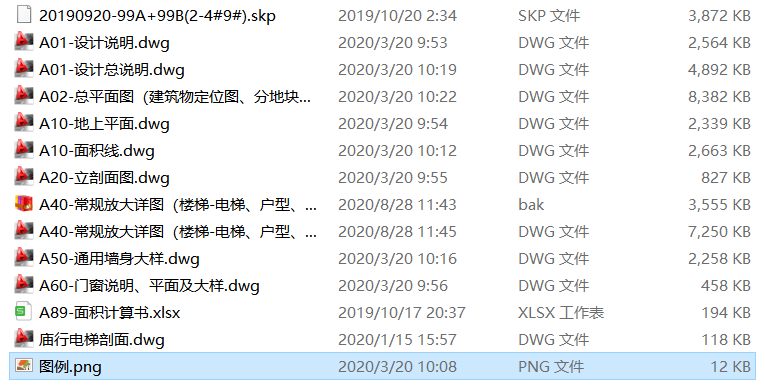 20190920-99A+99B(2-4#9#).skp 2019/10/20 2:34 SKP 文件 3,872 KB
A01-设计说明.dwg 2020/3/20 9:53 DWG 文件 2,564 KB
A01-设计总说明.dwg 2020/3/20 10:19 DWG 文件 4,892 KB
A02-总平面图（建筑物定位图、分地块... 2020/3/20 10:22 DWG 文件 8,382 KB
A10-地上平面.dwg 2020/3/20 9:54 DWG 文件 2,339 KB
A10-面积线.dwg 2020/3/20 10:12 DWG 文件 2,663 KB
A20-立剖面图.dwg 2020/3/20 9:55 DWG 文件 827 KB
A40-常规放大详图（楼梯-电梯、户型、... 2020/8/28 11:43 bak 3,555 KB
A40-常规放大详图（楼梯-电梯、户型、... 2020/8/28 11:45 DWG 文件 7,250 KB
A50-通用墙身大样.dwg 2020/3/20 10:16 DWG 文件 2,258 KB
A60-门窗说明、平面及大样.dwg 2020/3/20 9:56 DWG 文件 458 KB
A89-面积计算书.xlsx 2019/10/17 20:37 XLSX 工作表 194 KB
庙行电梯剖面.dwg 2020/1/15 15:57 DWG 文件 118 KB
图例.png 2020/3/20 10:08 PNG 文件 12 KB